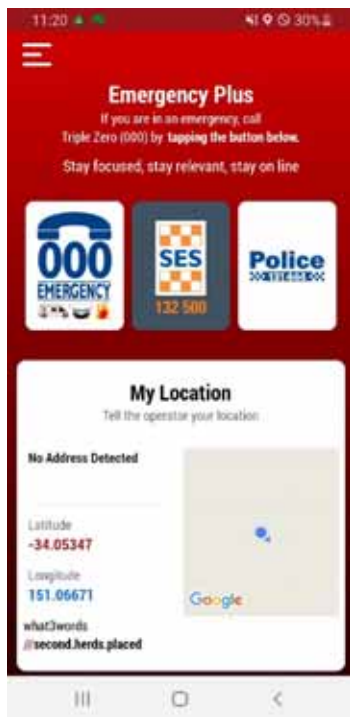 11:20
30%
Emergency Plus
If you are in an emergency, call
Triple Zero (000) by tapping the button below.
Stay focused, stay relevant, stay on line
000
EMERGENCY
SES
132 500
Police
131 444
My Location
Tell the operator your location
No Address Detected
Latitude
-34.05347
Longitude
151.06671
Google
what3words
///second.herds.placed